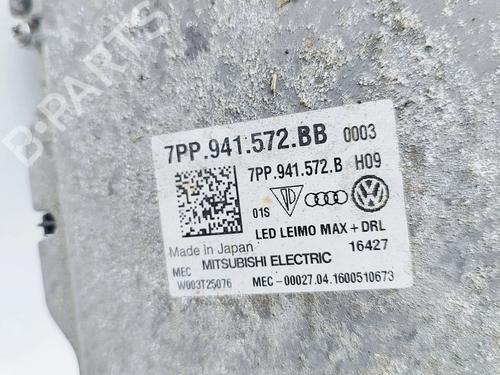 B-PARTS
7PP.941.572.BB 0003
7PP.941.572.B H09
01S
LED LEIMO MAX + DRL
Made in Japan 16427
MEC MITSUBISHI ELECTRIC
W003T25076 MEC-00027.04.1600510673